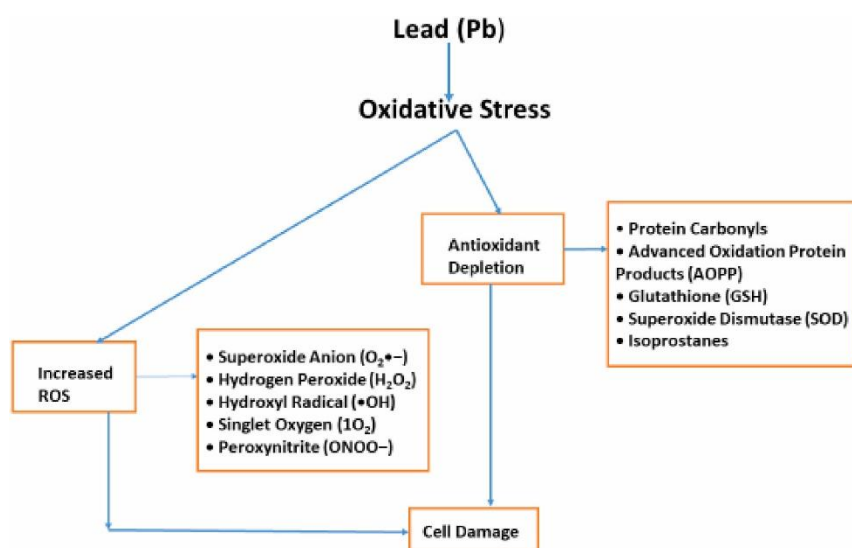 Lead (Pb)
Oxidative Stress
Antioxidant
Depletion
• Protein Carbonyls
• Advanced Oxidation Protein
Products (AOPP)
• Glutathione (GSH)
• Superoxide Dismutase (SOD)
• Isoprostanes
Increased
ROS
• Superoxide Anion (O₂•−)
• Hydrogen Peroxide (H₂O₂)
• Hydroxyl Radical (•OH)
• Singlet Oxygen (1O₂)
• Peroxynitrite (ONOO−)
Cell Damage